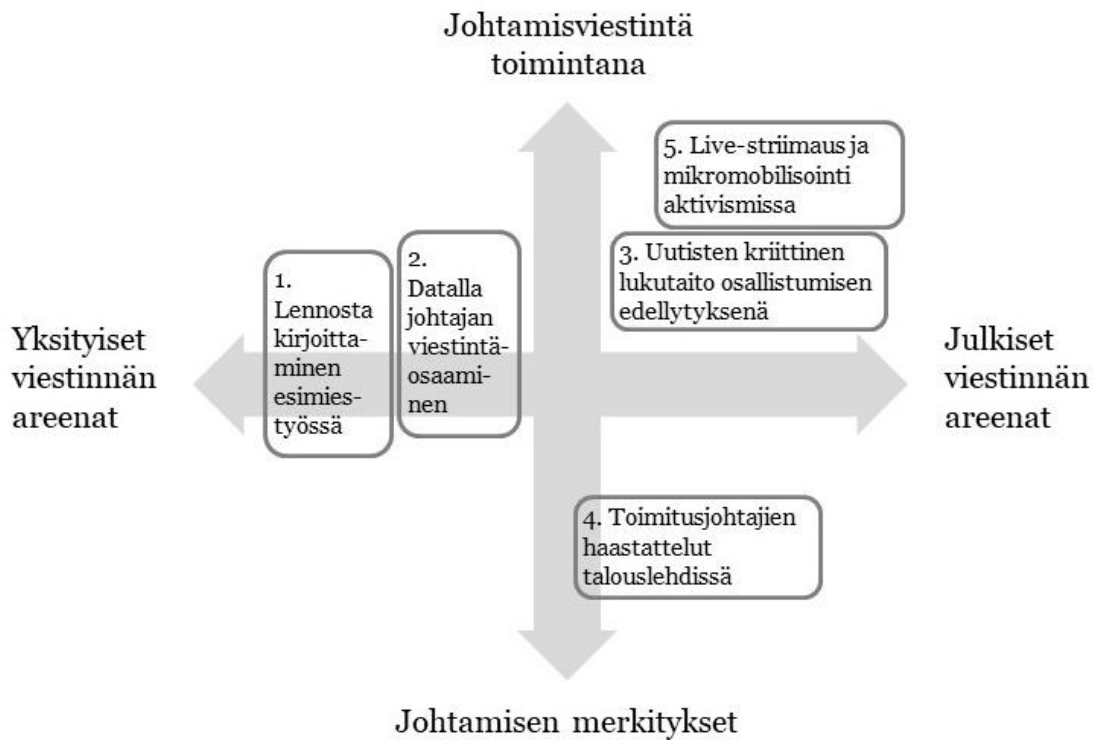 Johtamisviestintä
toimintana
5. Live-striimaus ja
mikromobilisointi
aktivismissa
3. Uutisten kriittinen
lukutaito osallistumisen
edellytyksenä
1.
Lennosta
kirjoitta-
minen
esimies-
työssä
2.
Datalla
johtajan
viestintä-
osaami-
nen
Yksityiset
viestinnän
areenat
Julkiset
viestinnän
areenat
4. Toimitusjohtajien
haastattelut
talouslehdissä
Johtamisen merkitykset